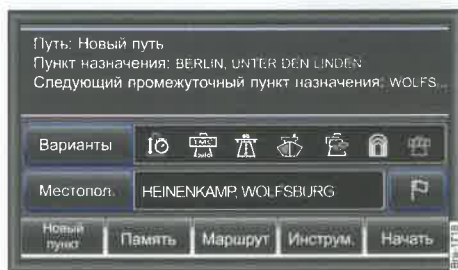 Путь: Новый путь
Пункт назначения: BERLIN, UNTER DEN LINDEN
Следующий промежуточный пункт назначения: WOLFS...
Варианты
TMC
Местопол. HEINENKAMP, WOLFSBURG
Новый пункт Память Маршрут Инструм. Начать